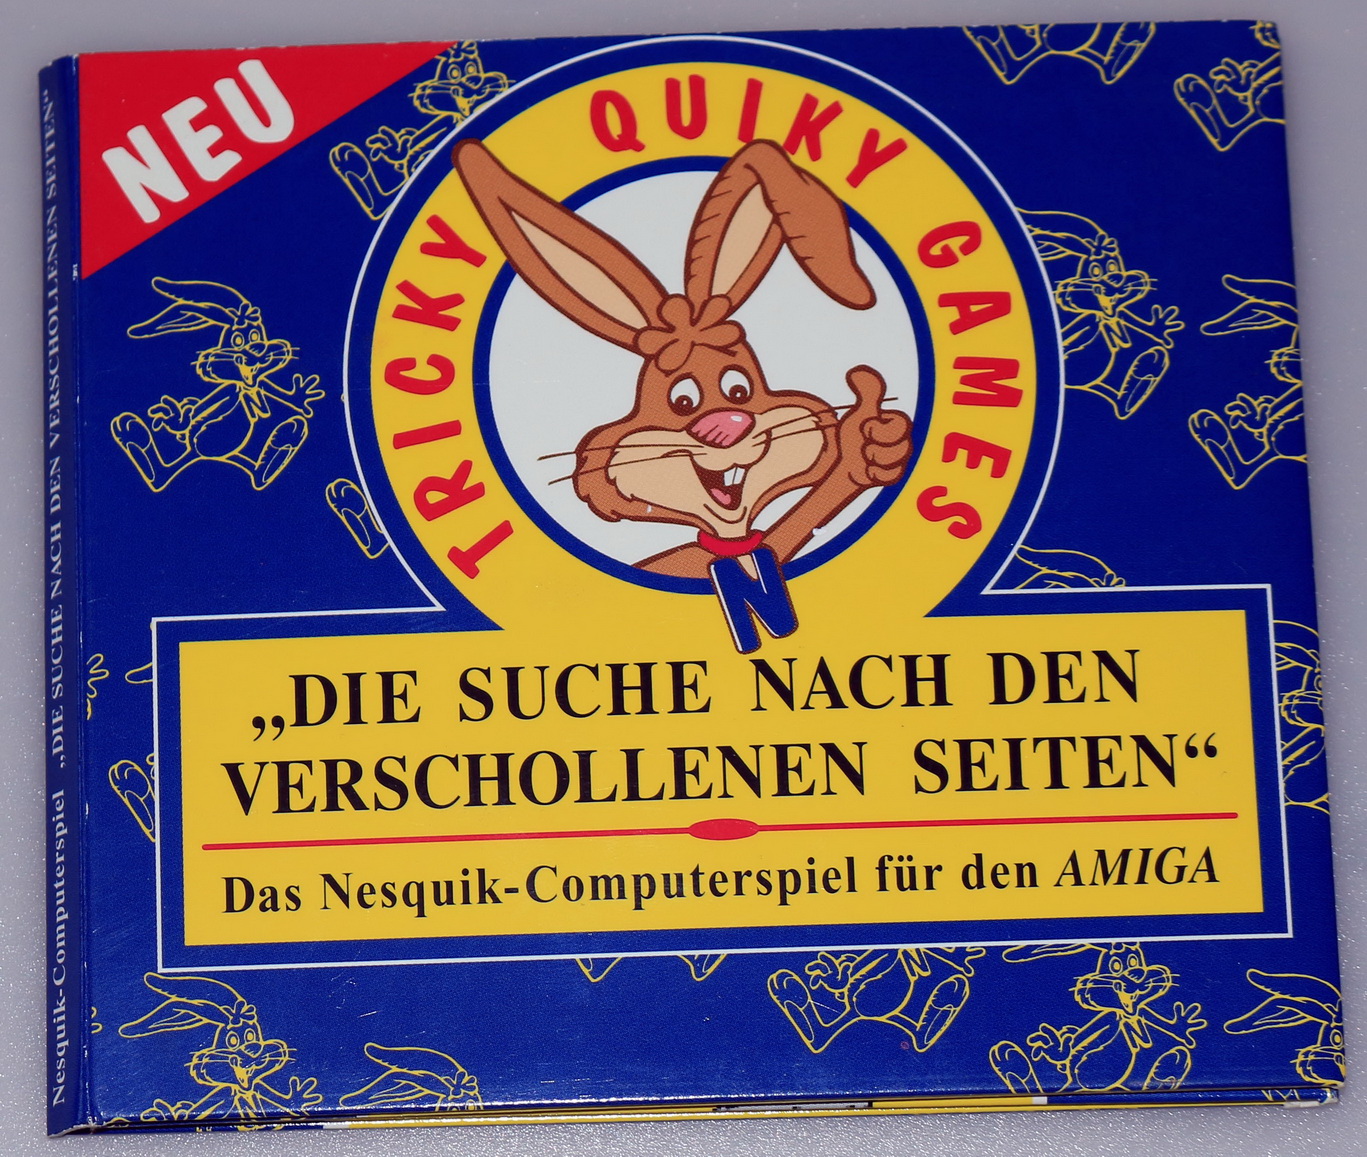 NEU
TRICKY QUIKY GAMES
N
„DIE SUCHE NACH DEN
VERSCHOLLENEN SEITEN“
Das Nesquik-Computerspiel für den AMIGA
Nesquik-Computerspiel „DIE SUCHE NACH DEN VERSCHOLLENEN SEITEN“